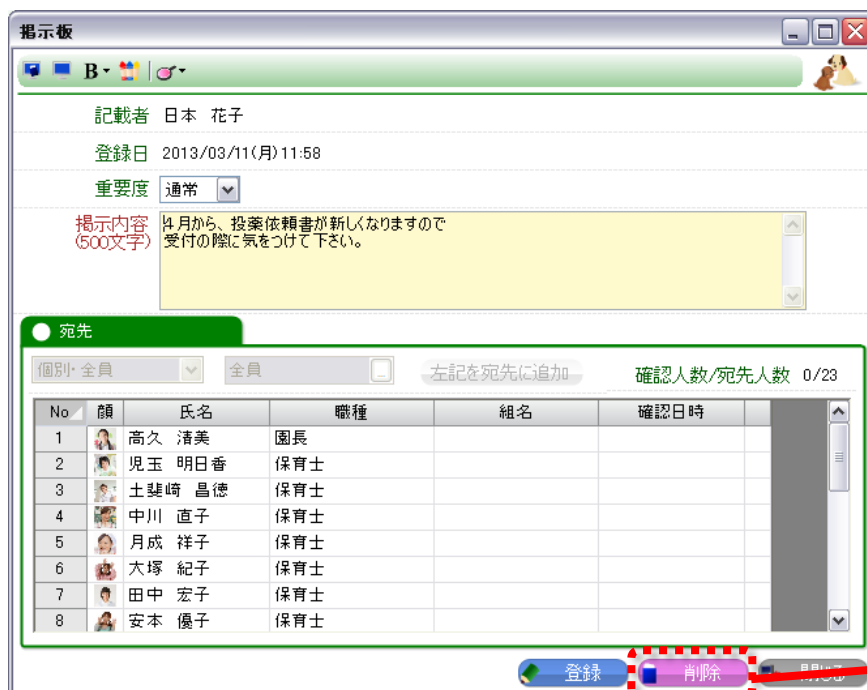 掲示板
B
記載者 日本 花子
登録日 2013/03/11(月)11:58
重要度 通常
掲示内容
(500文字)
4月から、投薬依頼書が新しくなりますので
受付の際に気をつけて下さい。
宛先
個別・全員 全員 ... 左記を宛先に追加 確認人数/宛先人数 0/23
No 顔 氏名 職種 組名 確認日時
1 高久 清美 園長
2 児玉 明日香 保育士
3 土斐崎 昌徳 保育士
4 中川 直子 保育士
5 月成 祥子 保育士
6 大塚 紀子 保育士
7 田中 宏子 保育士
8 安本 優子 保育士
登録 削除 閉じる